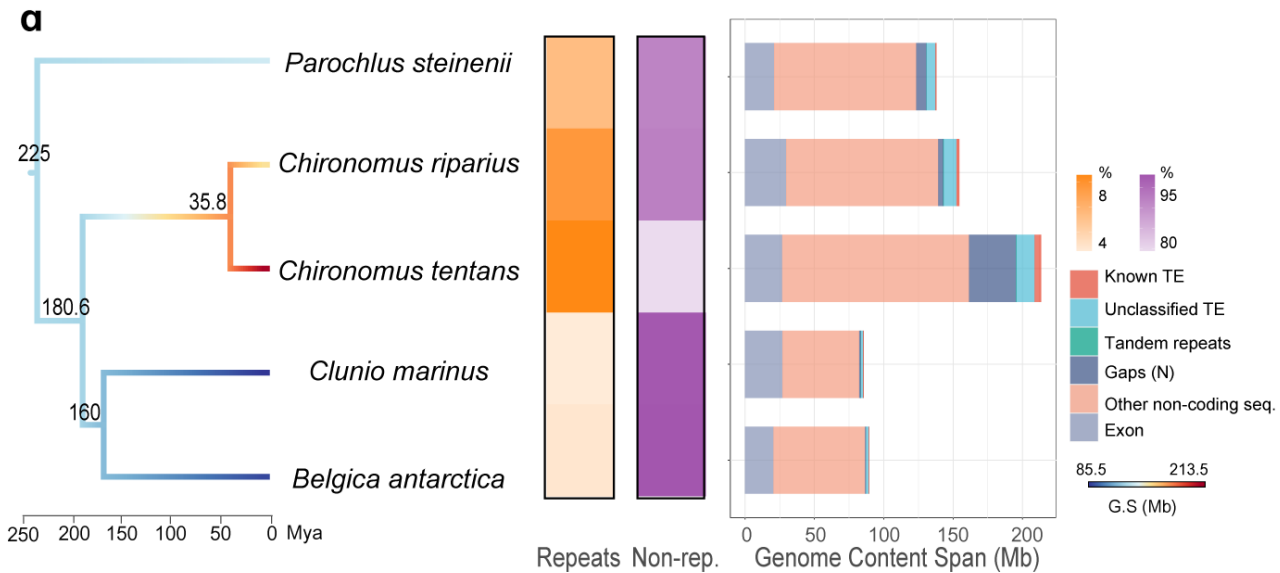 a
Parochlus steinenii
225
Chironomus riparius
35.8
Chironomus tentans
180.6
Clunio marinus
160
Belgica antarctica
250 200 150 100 50 0 Mya
Repeats Non-rep.
0 50 100 150 200
Genome Content Span (Mb)
% %
8 95
4 80
Known TE
Unclassified TE
Tandem repeats
Gaps (N)
Other non-coding seq.
Exon
85.5 213.5
G.S (Mb)